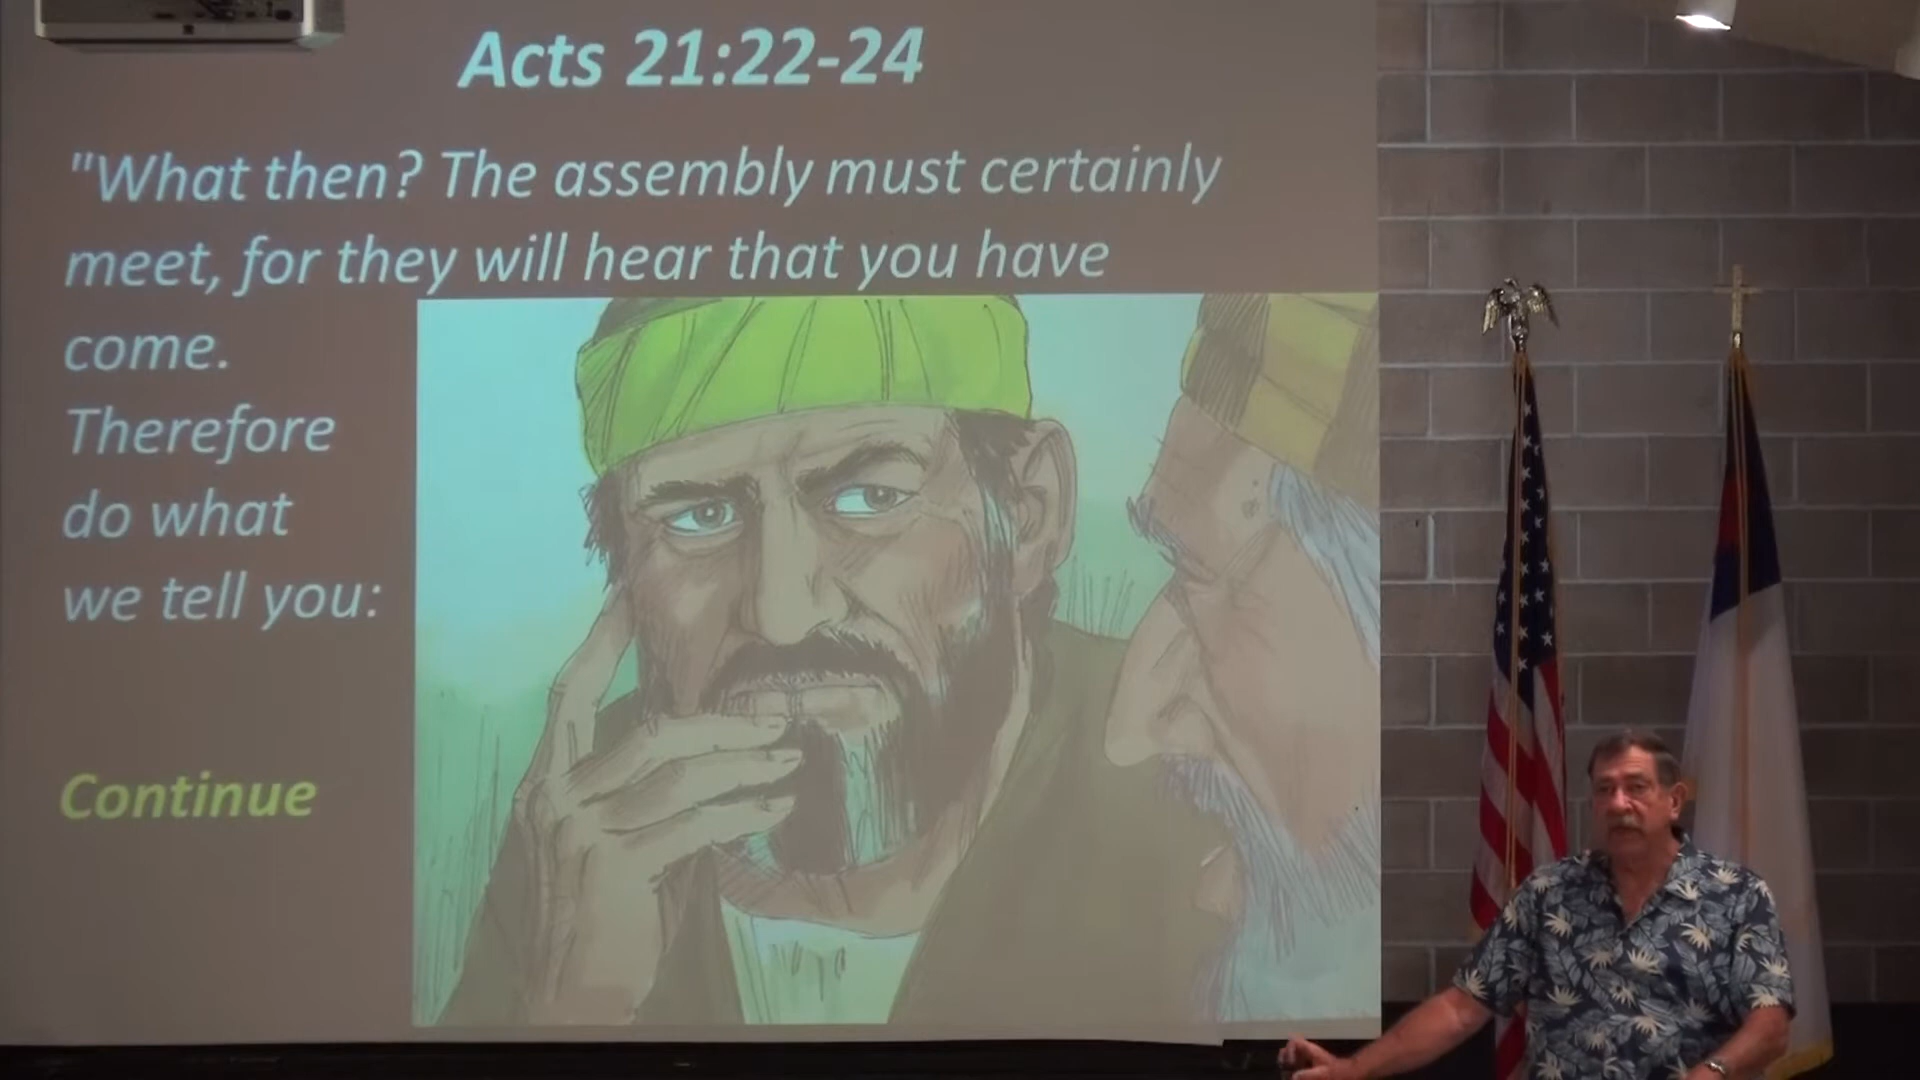 Acts 21:22-24
"What then? The assembly must certainly
meet, for they will hear that you have
come.
Therefore
do what
we tell you:
Continue